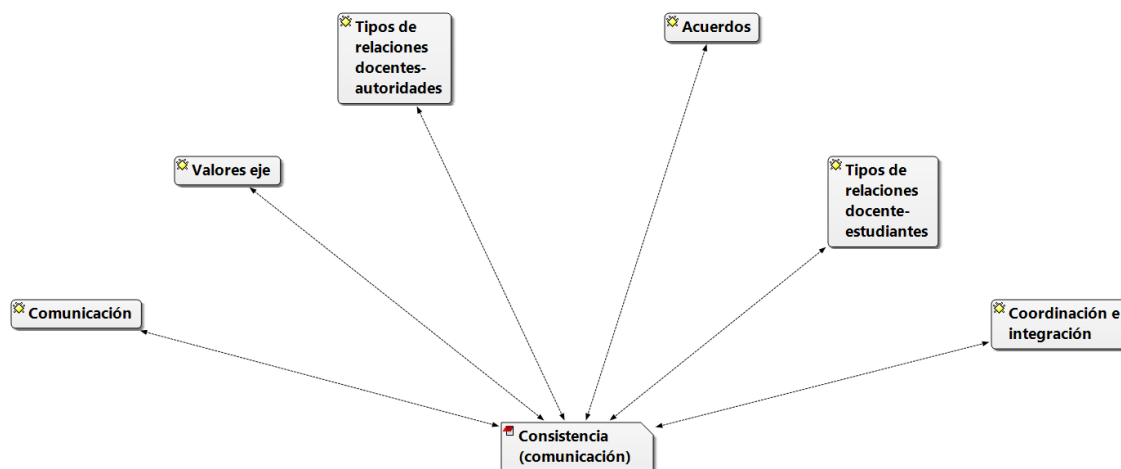 Tipos de
relaciones
docentes-
autoridades
Acuerdos
Valores eje
Tipos de
relaciones
docente-
estudiantes
Comunicación
Coordinación e
integración
Consistencia
(comunicación)